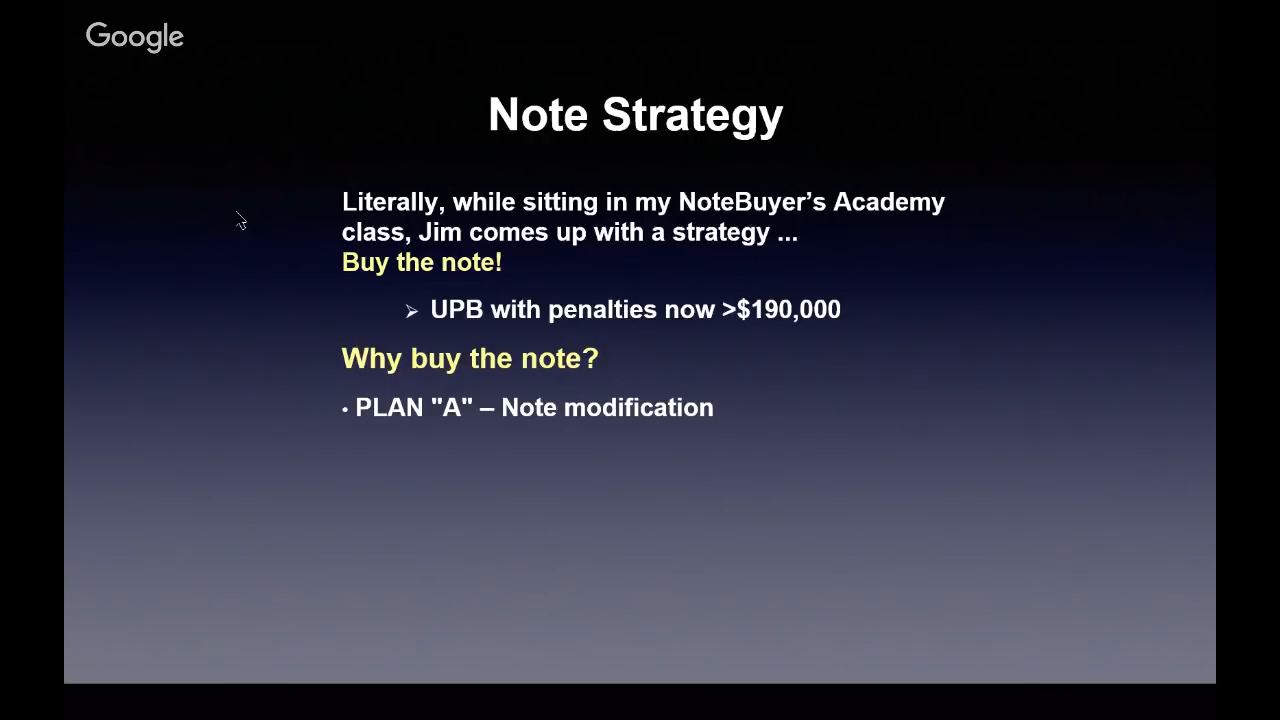 Google
Note Strategy
Literally, while sitting in my NoteBuyer’s Academy
class, Jim comes up with a strategy ...
Buy the note!
➢ UPB with penalties now >$190,000
Why buy the note?
• PLAN "A" – Note modification